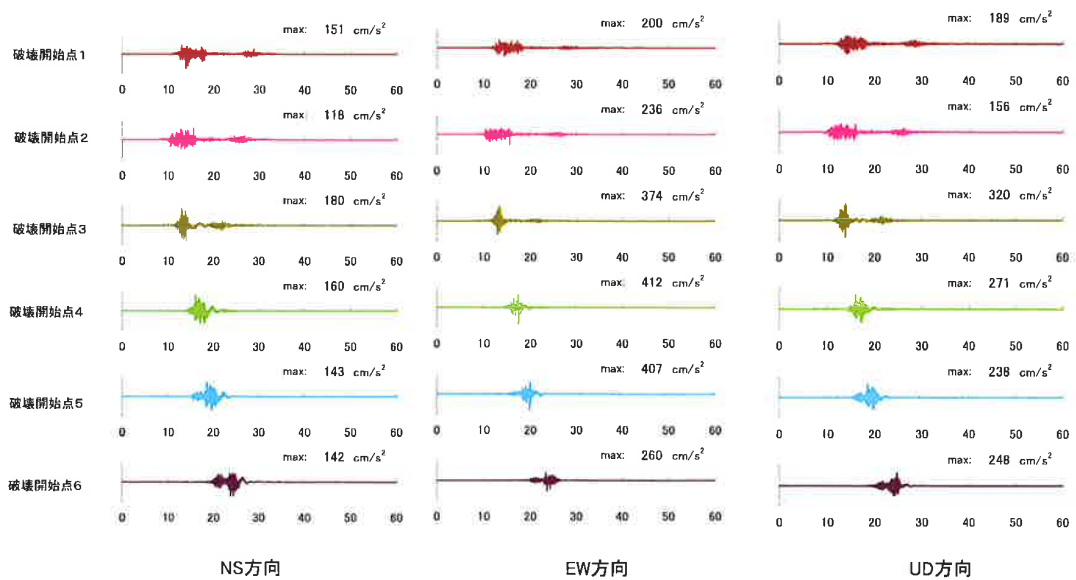 max: 151 cm/s²
max: 200 cm/s²
max: 189 cm/s²
破壊開始点1
0 10 20 30 40 50 60
0 10 20 30 40 50 60
0 10 20 30 40 50 60
max: 118 cm/s²
max: 236 cm/s²
max: 156 cm/s²
破壊開始点2
0 10 20 30 40 50 60
0 10 20 30 40 50 60
0 10 20 30 40 50 60
max: 180 cm/s²
max: 374 cm/s²
max: 320 cm/s²
破壊開始点3
0 10 20 30 40 50 60
0 10 20 30 40 50 60
0 10 20 30 40 50 60
max: 160 cm/s²
max: 412 cm/s²
max: 271 cm/s²
破壊開始点4
0 10 20 30 40 50 60
0 10 20 30 40 50 60
0 10 20 30 40 50 60
max: 143 cm/s²
max: 407 cm/s²
max: 238 cm/s²
破壊開始点5
0 10 20 30 40 50 60
0 10 20 30 40 50 60
0 10 20 30 40 50 60
max: 142 cm/s²
max: 260 cm/s²
max: 248 cm/s²
破壊開始点6
0 10 20 30 40 50 60
0 10 20 30 40 50 60
0 10 20 30 40 50 60
NS方向
EW方向
UD方向